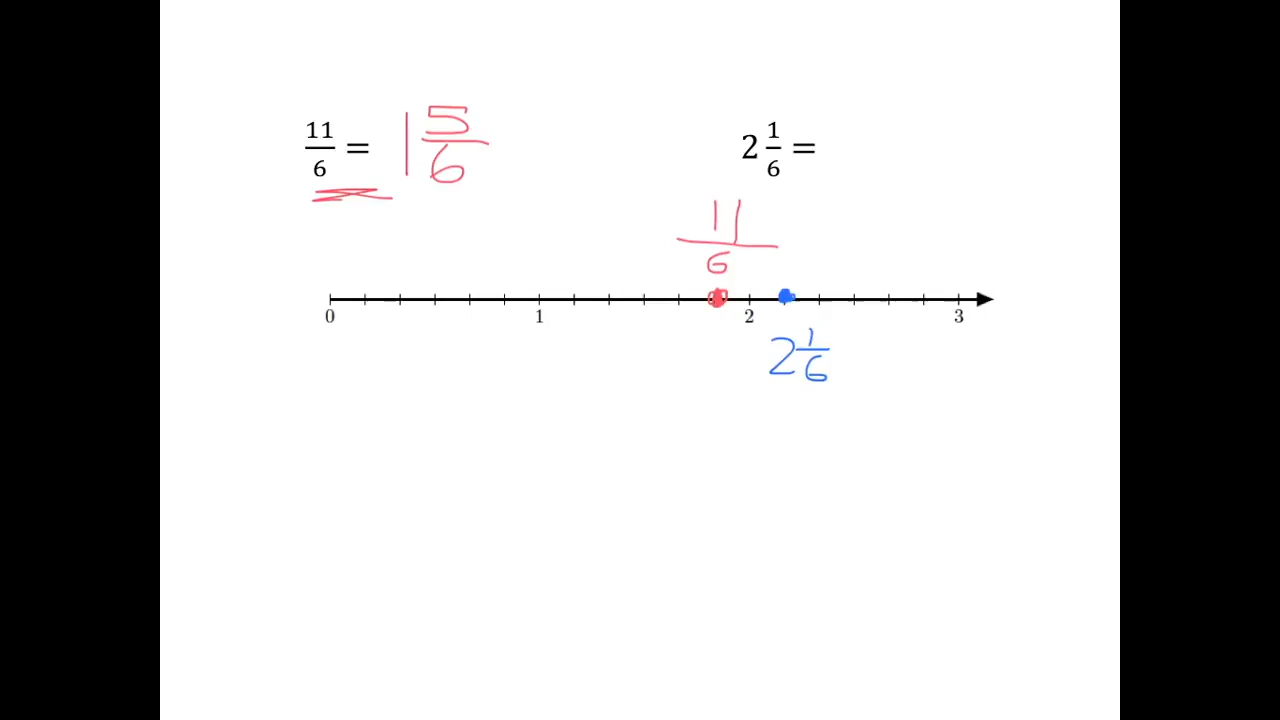 11/6 = 1 5/6
2 1/6 =
11/6
0 1 2 3
2 1/6